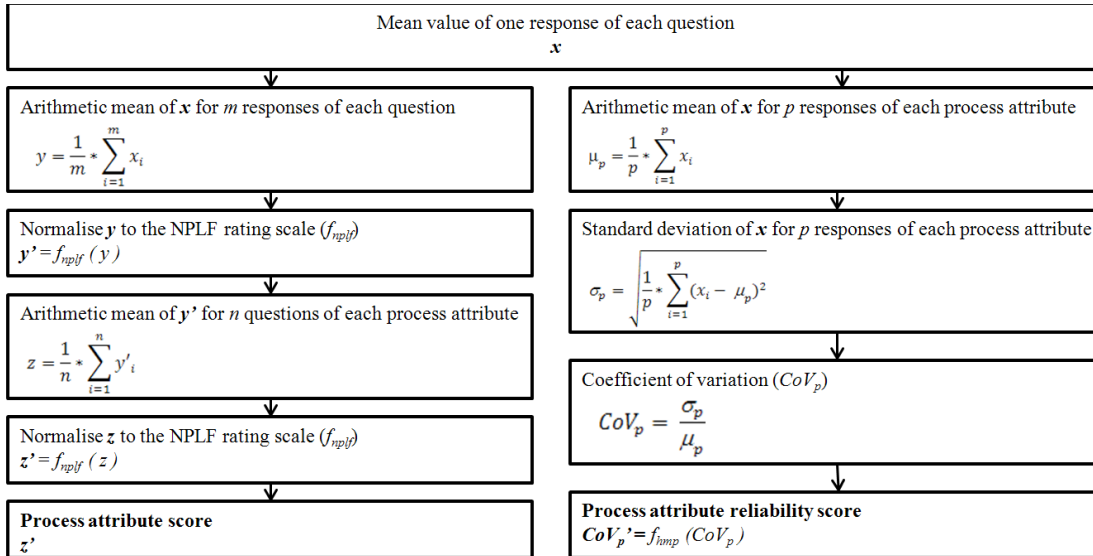 Mean value of one response of each question
x
Arithmetic mean of x for m responses of each question
y = 1/m * ∑_{i=1}^{m} x_i
Normalise y to the NPLF rating scale (f_nplf)
y’ = f_nplf (y)
Arithmetic mean of y’ for n questions of each process attribute
z = 1/n * ∑_{i=1}^{n} y'_i
Normalise z to the NPLF rating scale (f_nplf)
z’ = f_nplf (z)
Process attribute score
z’
Arithmetic mean of x for p responses of each process attribute
μ_p = 1/p * ∑_{i=1}^{p} x_i
Standard deviation of x for p responses of each process attribute
σ_p = √(1/p * ∑_{i=1}^{p} (x_i − μ_p)²)
Coefficient of variation (CoV_p)
CoV_p = σ_p/μ_p
Process attribute reliability score
CoV_p’ = f_hmp (CoV_p)